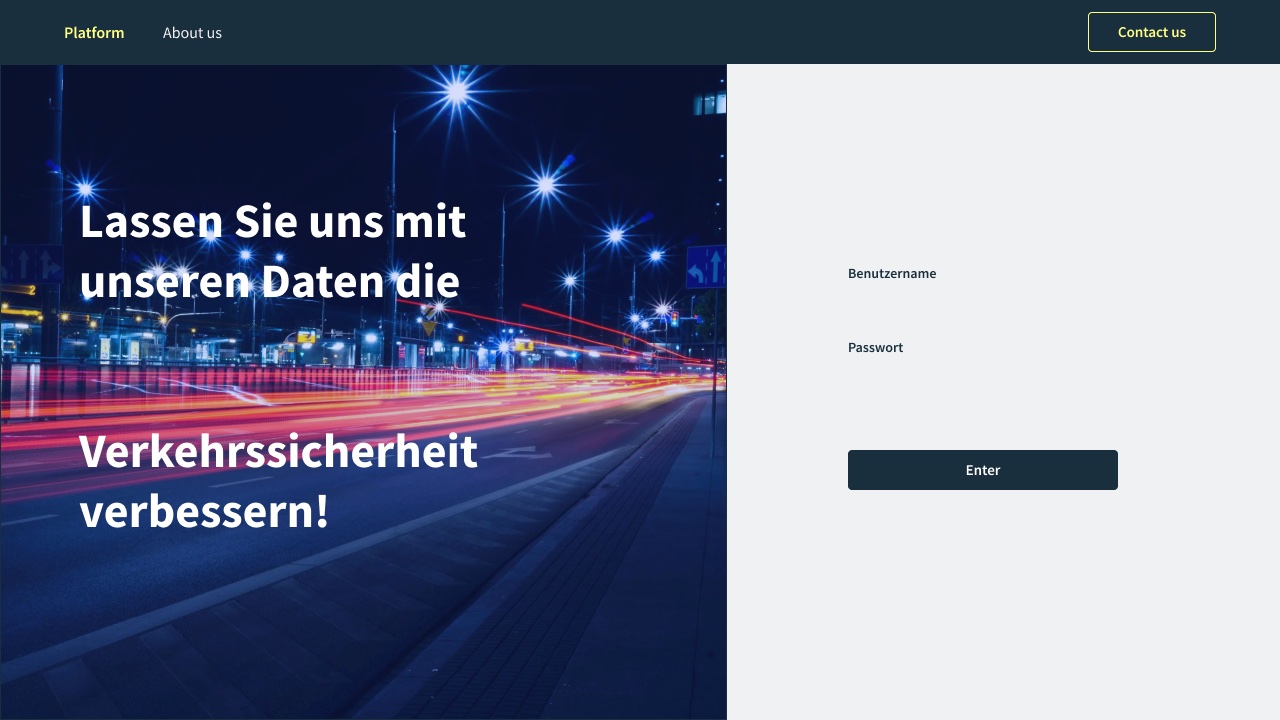 Platform
About us
Contact us
Lassen Sie uns mit
unseren Daten die
Verkehrssicherheit
verbessern!
Benutzername
Passwort
Enter